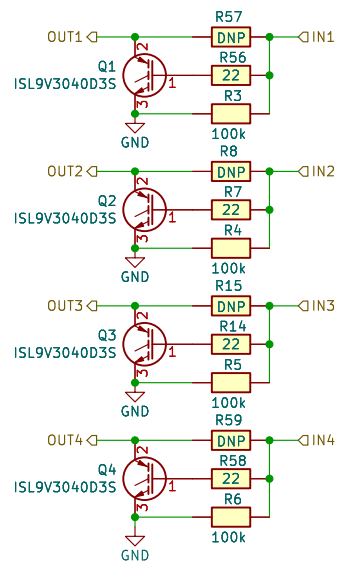 R57
OUT1 DNP IN1
2
Q1 R56
ISL9V3040D3S 1 22
3 R3
GND 100k
R8
OUT2 DNP IN2
2
Q2 R7
ISL9V3040D3S 1 22
3 R4
GND 100k
R15
OUT3 DNP IN3
2
Q3 R14
ISL9V3040D3S 1 22
3 R5
GND 100k
R59
OUT4 DNP IN4
2
Q4 R58
ISL9V3040D3S 1 22
3 R6
GND 100k